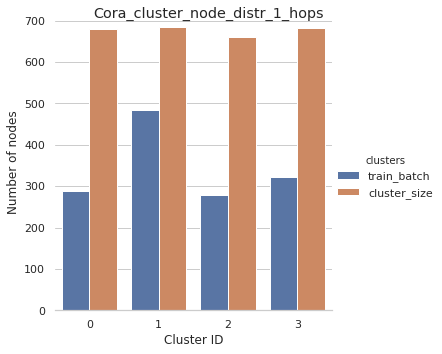 Cora_cluster_node_distr_1_hops
Number of nodes
700
600
500
400
300
200
100
0
0 1 2 3
Cluster ID
clusters
train_batch
cluster_size